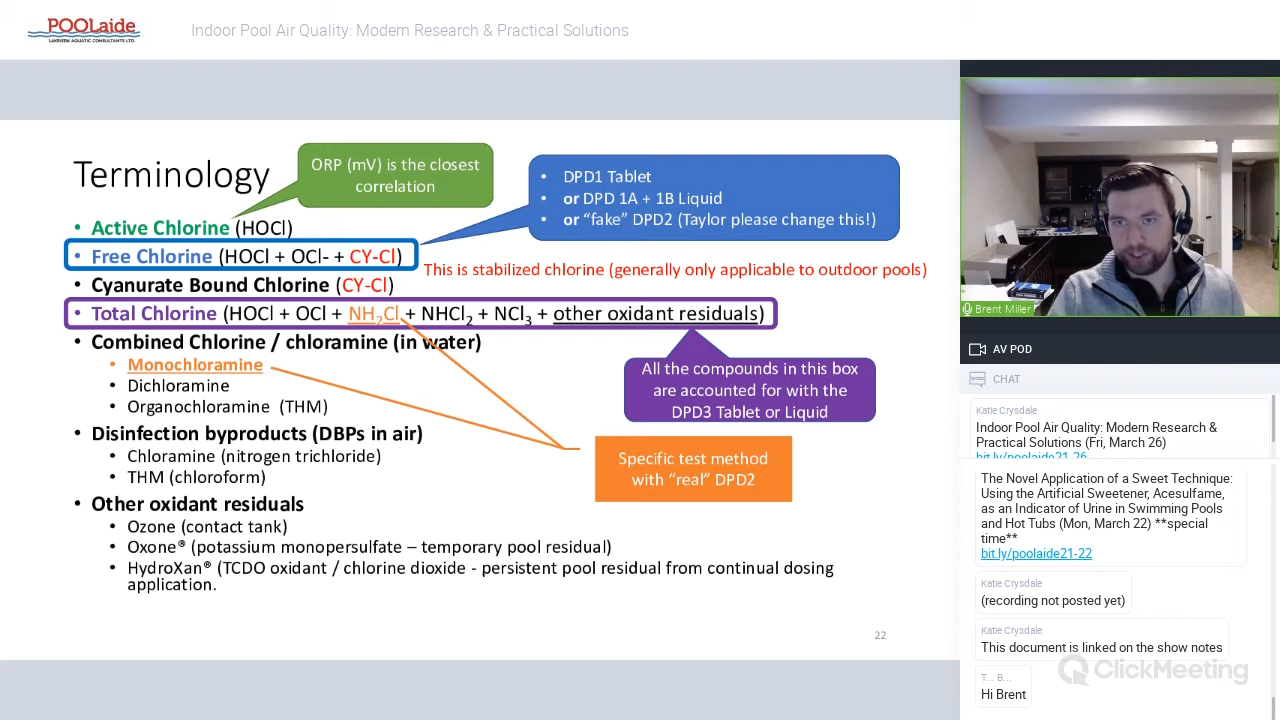 POOLaide
LAKEVIEW AQUATIC CONSULTANTS LTD.
Indoor Pool Air Quality: Modern Research & Practical Solutions
Terminology
ORP (mV) is the closest
correlation
• DPD1 Tablet
• or DPD 1A + 1B Liquid
• or “fake” DPD2 (Taylor please change this!)
• Active Chlorine (HOCl)
• Free Chlorine (HOCl + OCl- + CY-Cl)
This is stabilized chlorine (generally only applicable to outdoor pools)
• Cyanurate Bound Chlorine (CY-Cl)
• Total Chlorine (HOCl + OCl + NH2Cl + NHCl2 + NCl3 + other oxidant residuals)
• Combined Chlorine / chloramine (in water)
• Monochloramine
• Dichloramine
• Organochloramine (THM)
All the compounds in this box
are accounted for with the
DPD3 Tablet or Liquid
• Disinfection byproducts (DBPs in air)
• Chloramine (nitrogen trichloride)
• THM (chloroform)
Specific test method
with “real” DPD2
• Other oxidant residuals
• Ozone (contact tank)
• Oxone® (potassium monopersulfate – temporary pool residual)
• HydroXan® (TCDO oxidant / chlorine dioxide - persistent pool residual from continual dosing
application.
22
Brent Miller
AV POD
CHAT
Katie Crysdale
Indoor Pool Air Quality: Modern Research &
Practical Solutions (Fri, March 26)
bit.ly/poolaide21-26
The Novel Application of a Sweet Technique:
Using the Artificial Sweetener, Acesulfame,
as an Indicator of Urine in Swimming Pools
and Hot Tubs (Mon, March 22) **special
time**
bit.ly/poolaide21-22
Katie Crysdale
(recording not posted yet)
Katie Crysdale
This document is linked on the show notes
T... B...
Hi Brent
ClickMeeting